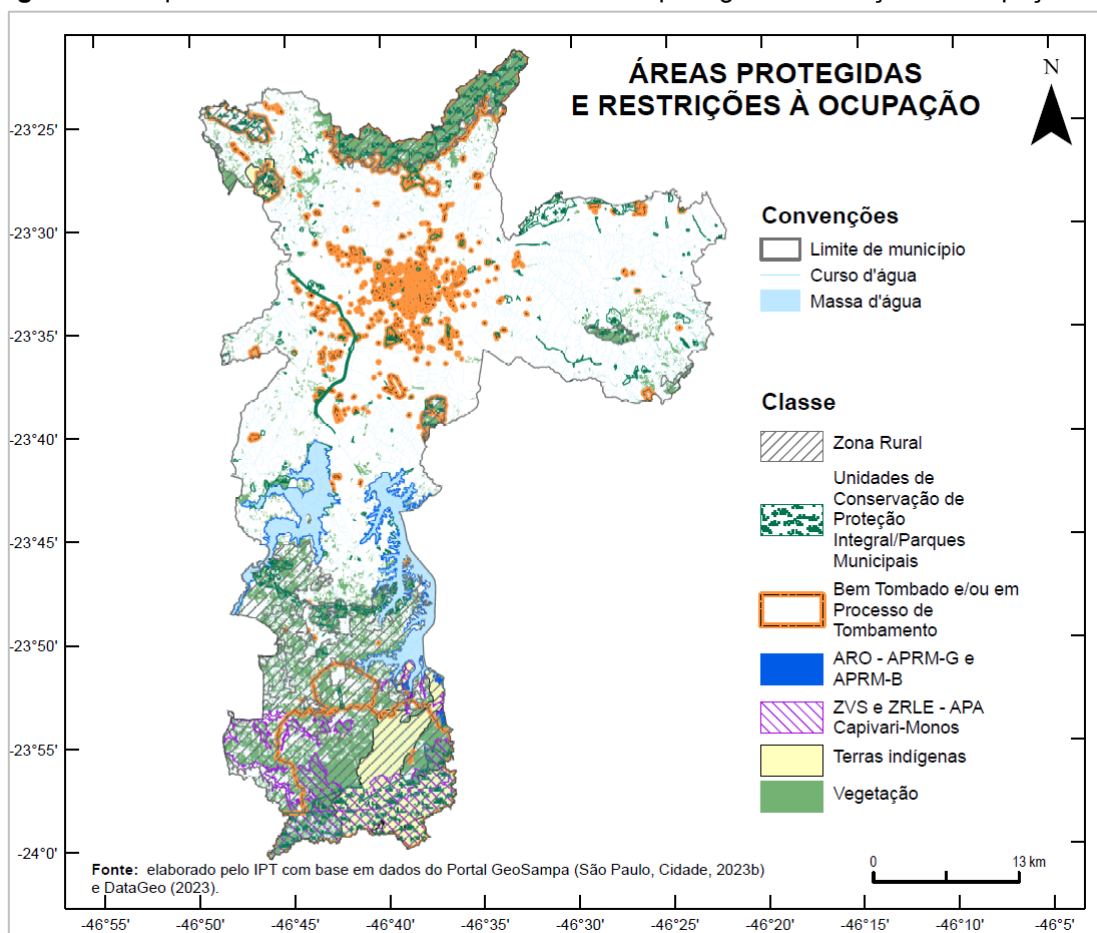 ÁREAS PROTEGIDAS
E RESTRIÇÕES À OCUPAÇÃO
N
Convenções
Limite de município
Curso d'água
Massa d'água
Classe
Zona Rural
Unidades de
Conservação de
Proteção
Integral/Parques
Municipais
Bem Tombado e/ou em
Processo de
Tombamento
ARO - APRM-G e
APRM-B
ZVS e ZRLE - APA
Capivari-Monos
Terras indígenas
Vegetação
-23°25'
-23°30'
-23°35'
-23°40'
-23°45'
-23°50'
-23°55'
-24°0'
Fonte: elaborado pelo IPT com base em dados do Portal GeoSampa (São Paulo, Cidade, 2023b)
e DataGeo (2023).
0 13 km
-46°55' -46°50' -46°45' -46°40' -46°35' -46°30' -46°25' -46°20' -46°15' -46°10' -46°5'